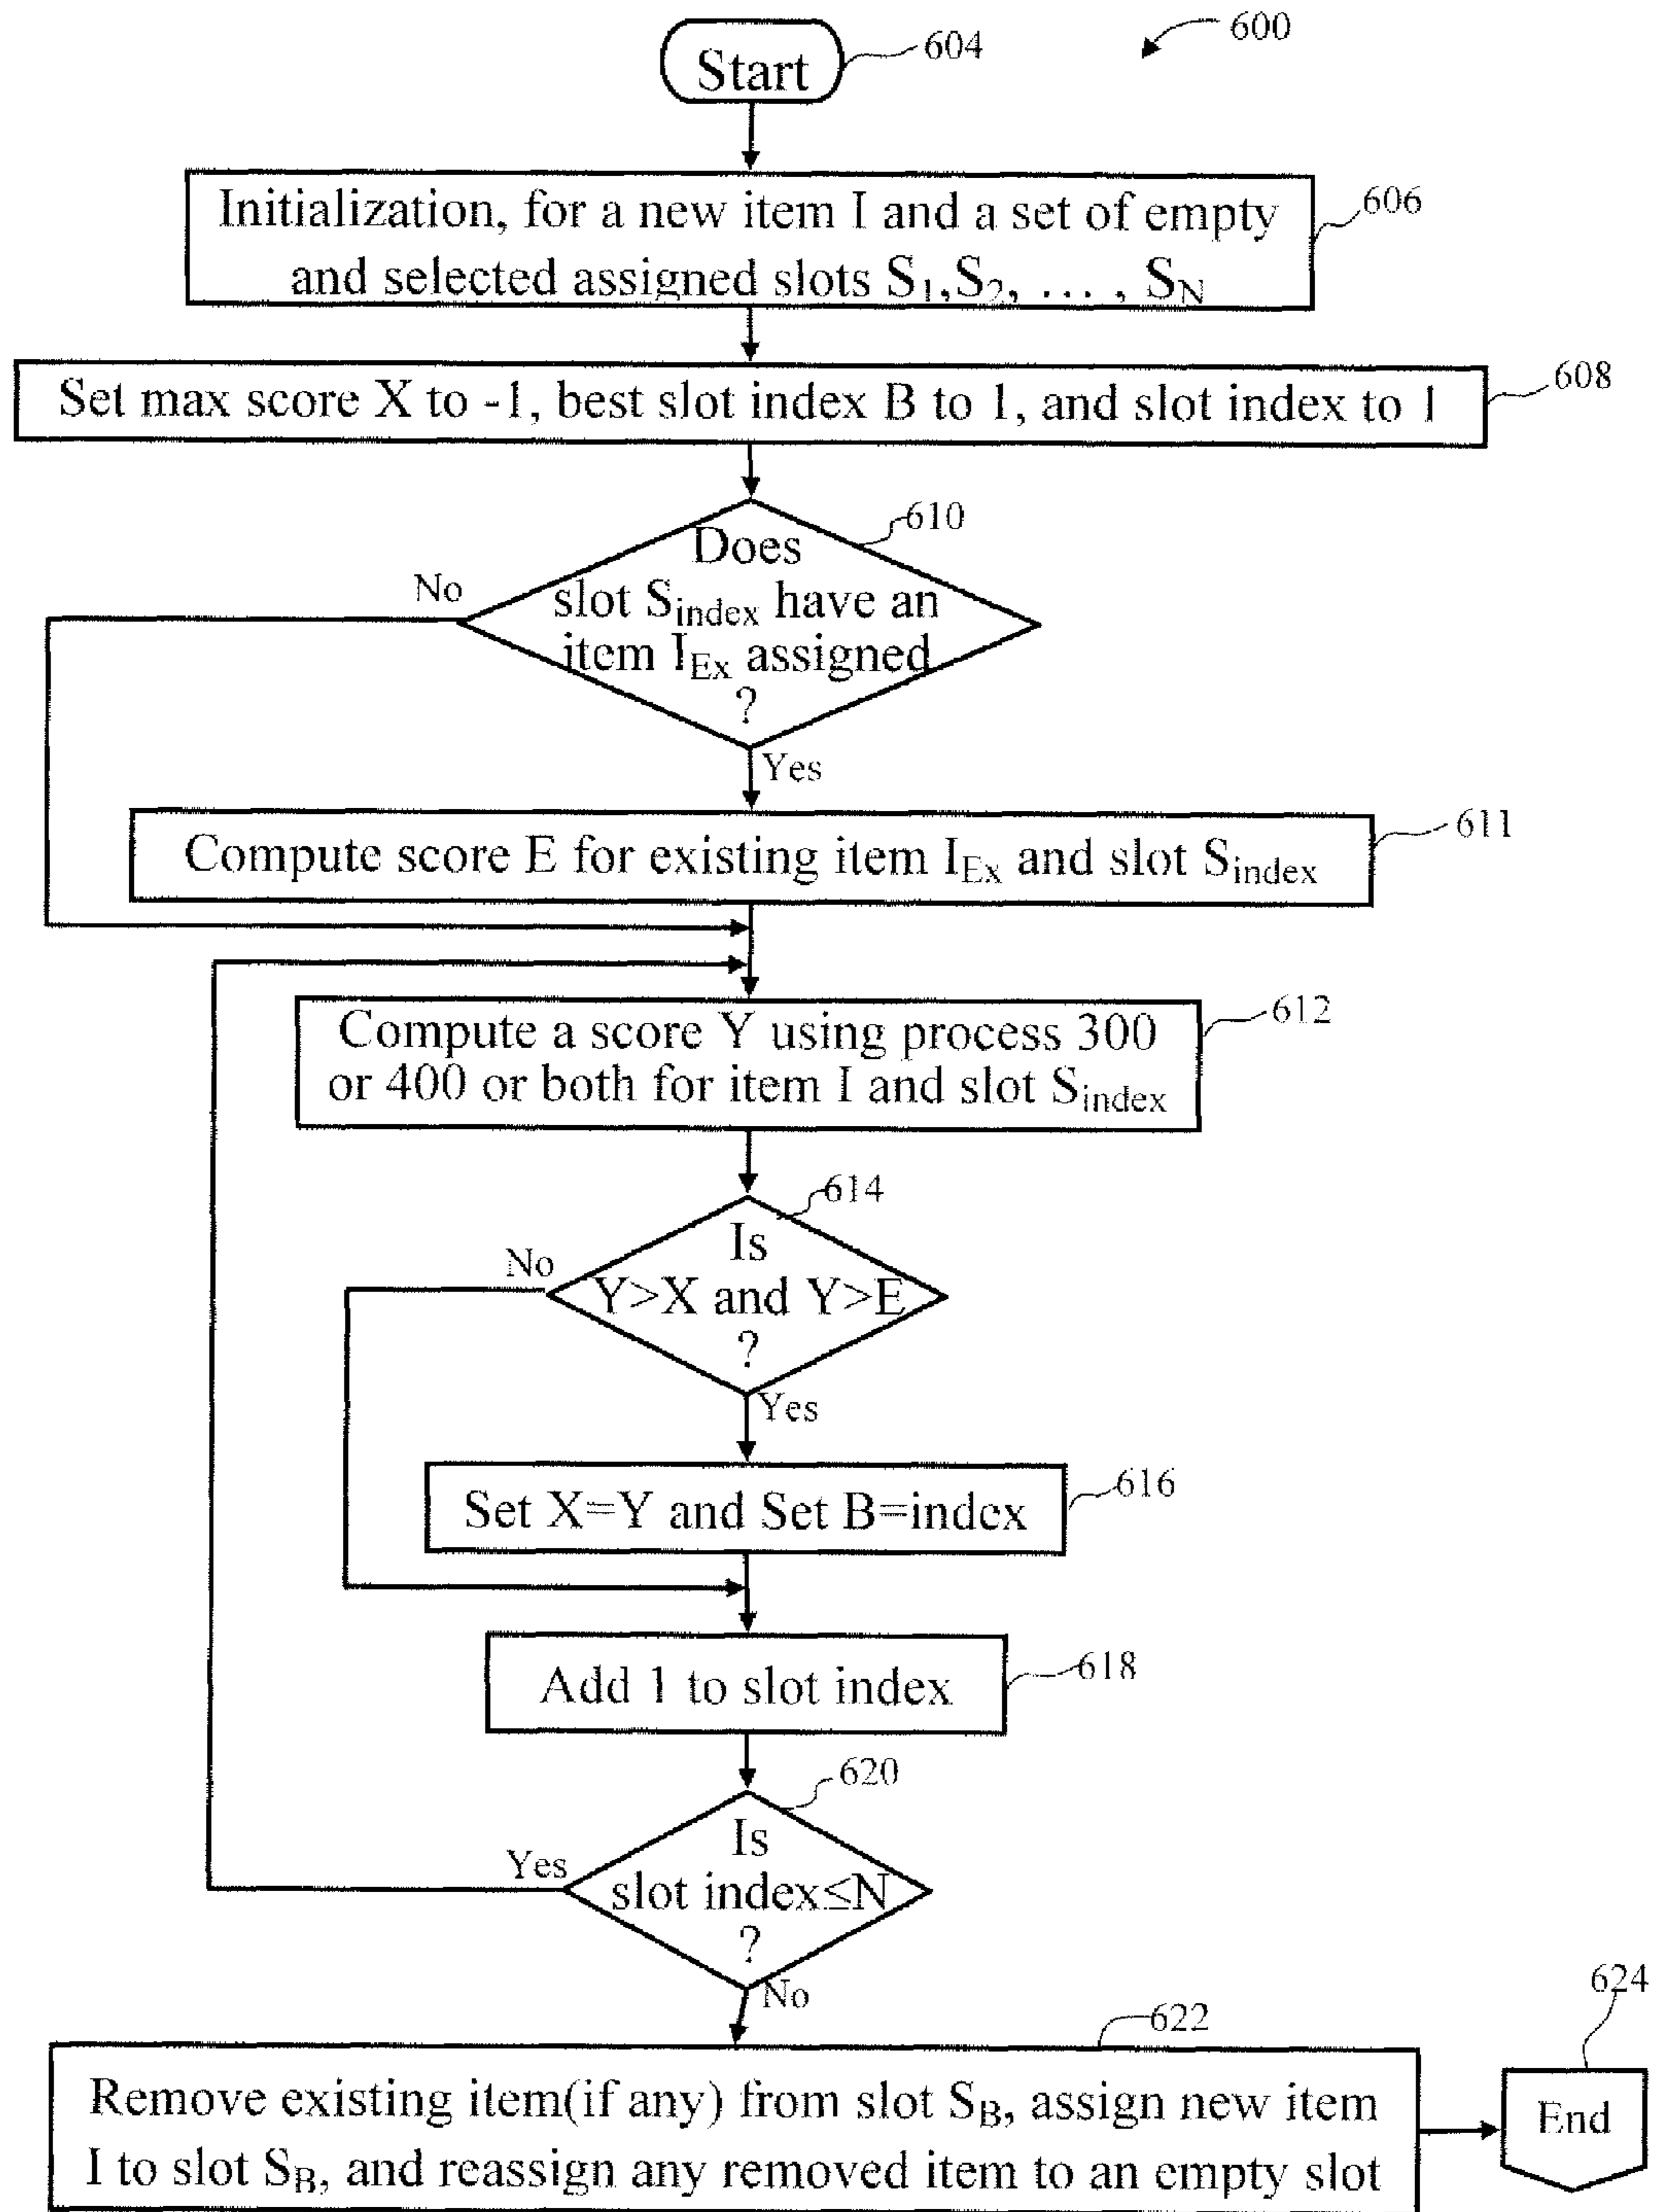 600
Start
604
Initialization, for a new item I and a set of empty
and selected assigned slots S1,S2, … , SN
606
Set max score X to -1, best slot index B to 1, and slot index to 1
608
610
Does
slot Sindex have an
item IEx assigned
?
No
Yes
Compute score E for existing item IEx and slot Sindex
611
Compute a score Y using process 300
or 400 or both for item I and slot Sindex
612
614
Is
Y>X and Y>E
?
No
Yes
Set X=Y and Set B=index
616
Add 1 to slot index
618
620
Is
slot index≤N
?
Yes
No
622
Remove existing item(if any) from slot SB, assign new item
I to slot SB, and reassign any removed item to an empty slot
624
End